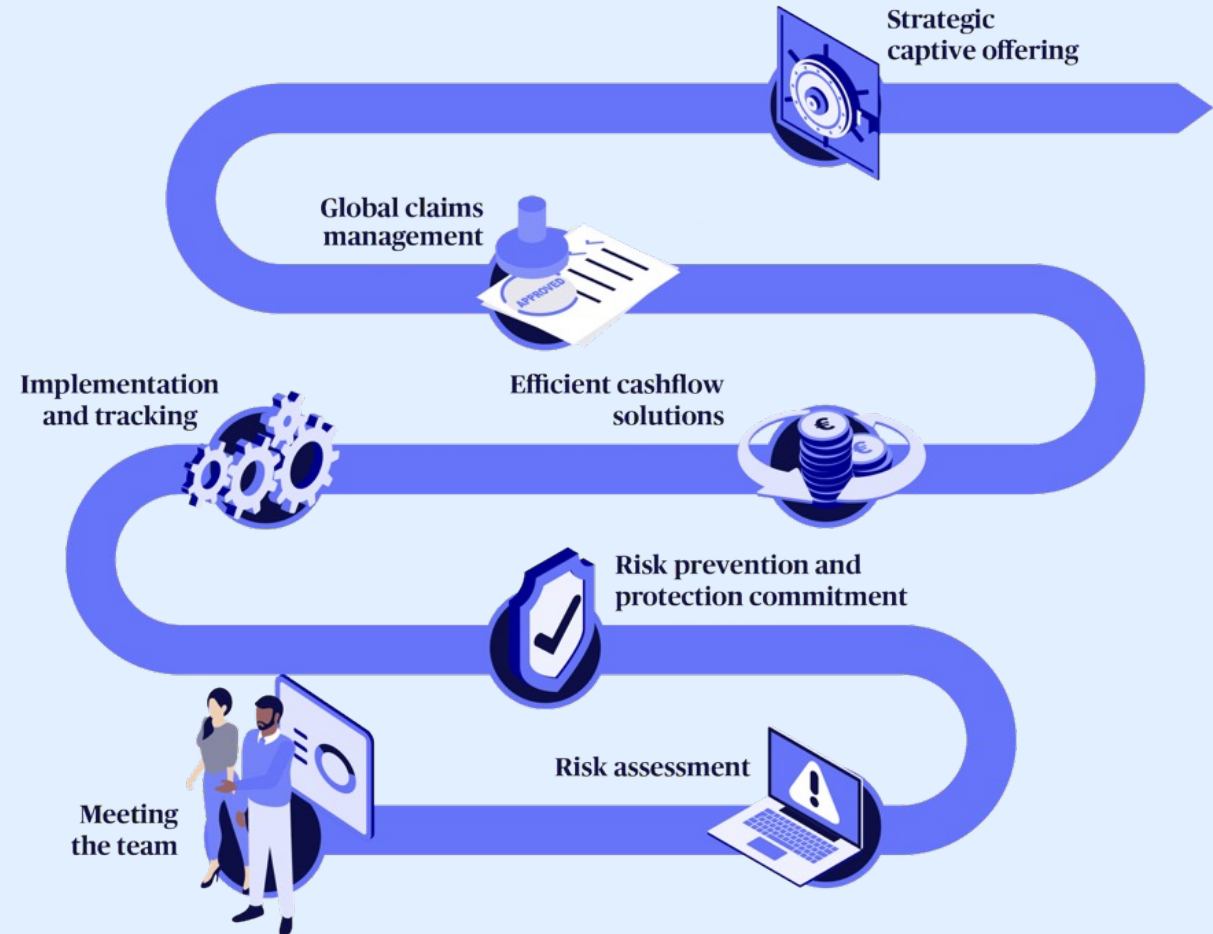 Strategic
captive offering
Global claims
management
APPROVED
Implementation
and tracking
Efficient cashflow
solutions
€
€
Risk prevention and
protection commitment
Risk assessment
!
Meeting
the team